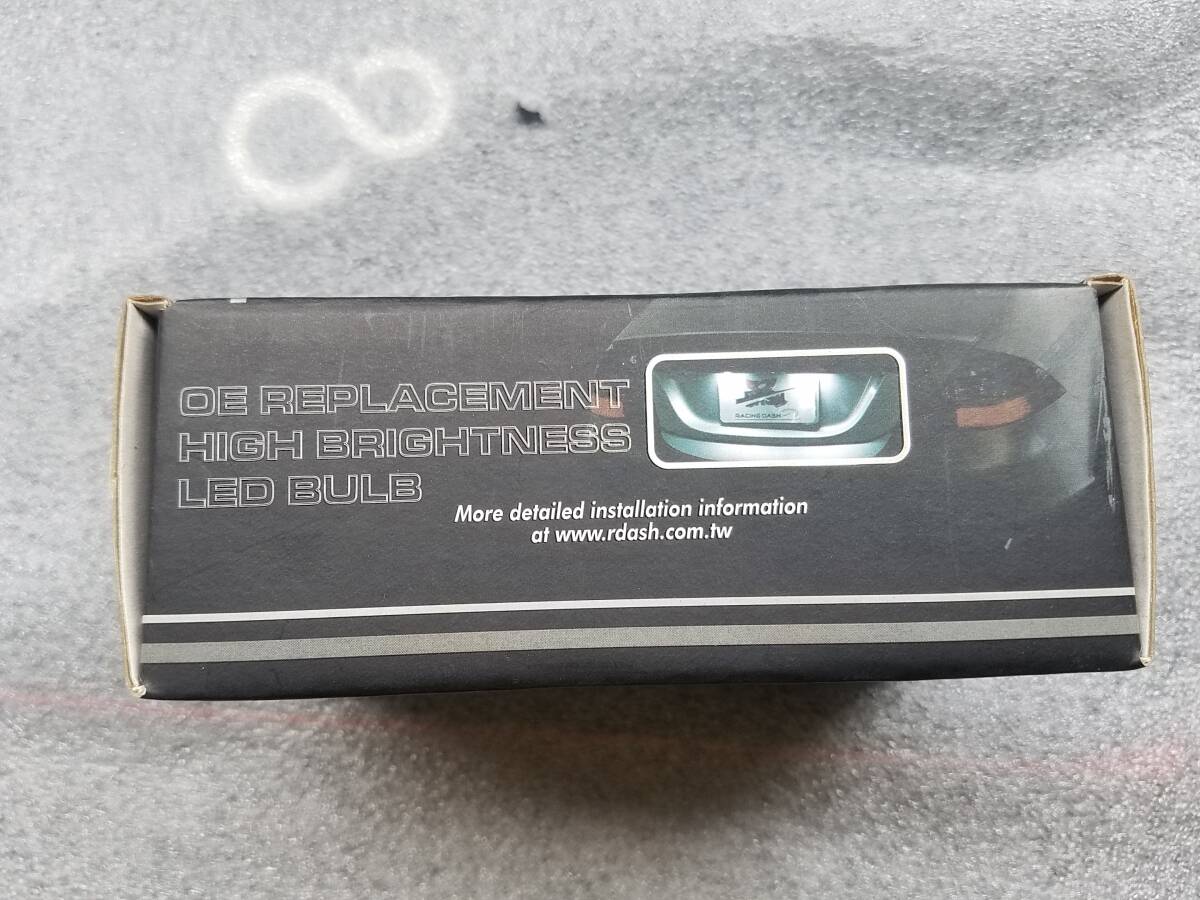 OE REPLACEMENT
HIGH BRIGHTNESS
LED BULB
RACING DASH
More detailed installation information
at www.rdash.com.tw